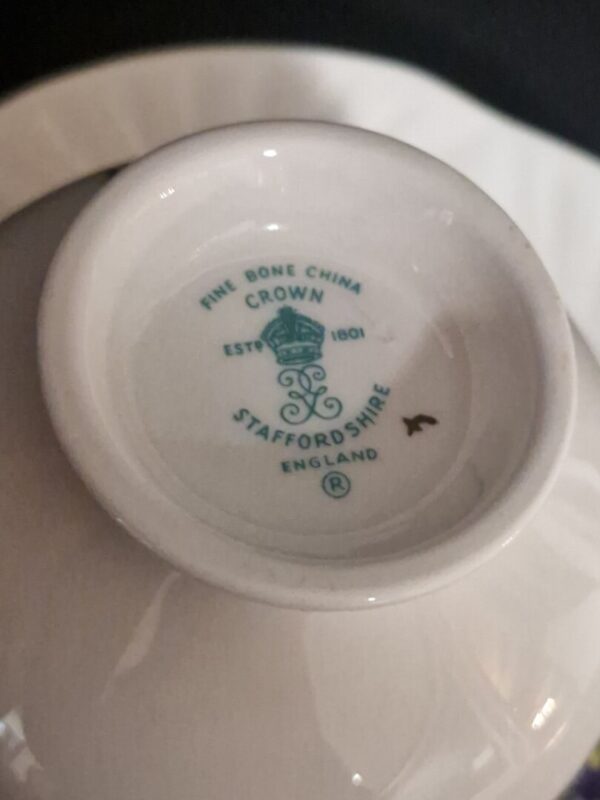 FINE BONE CHINA
CROWN
ESTD 1801
STAFFORDSHIRE
ENGLAND
®